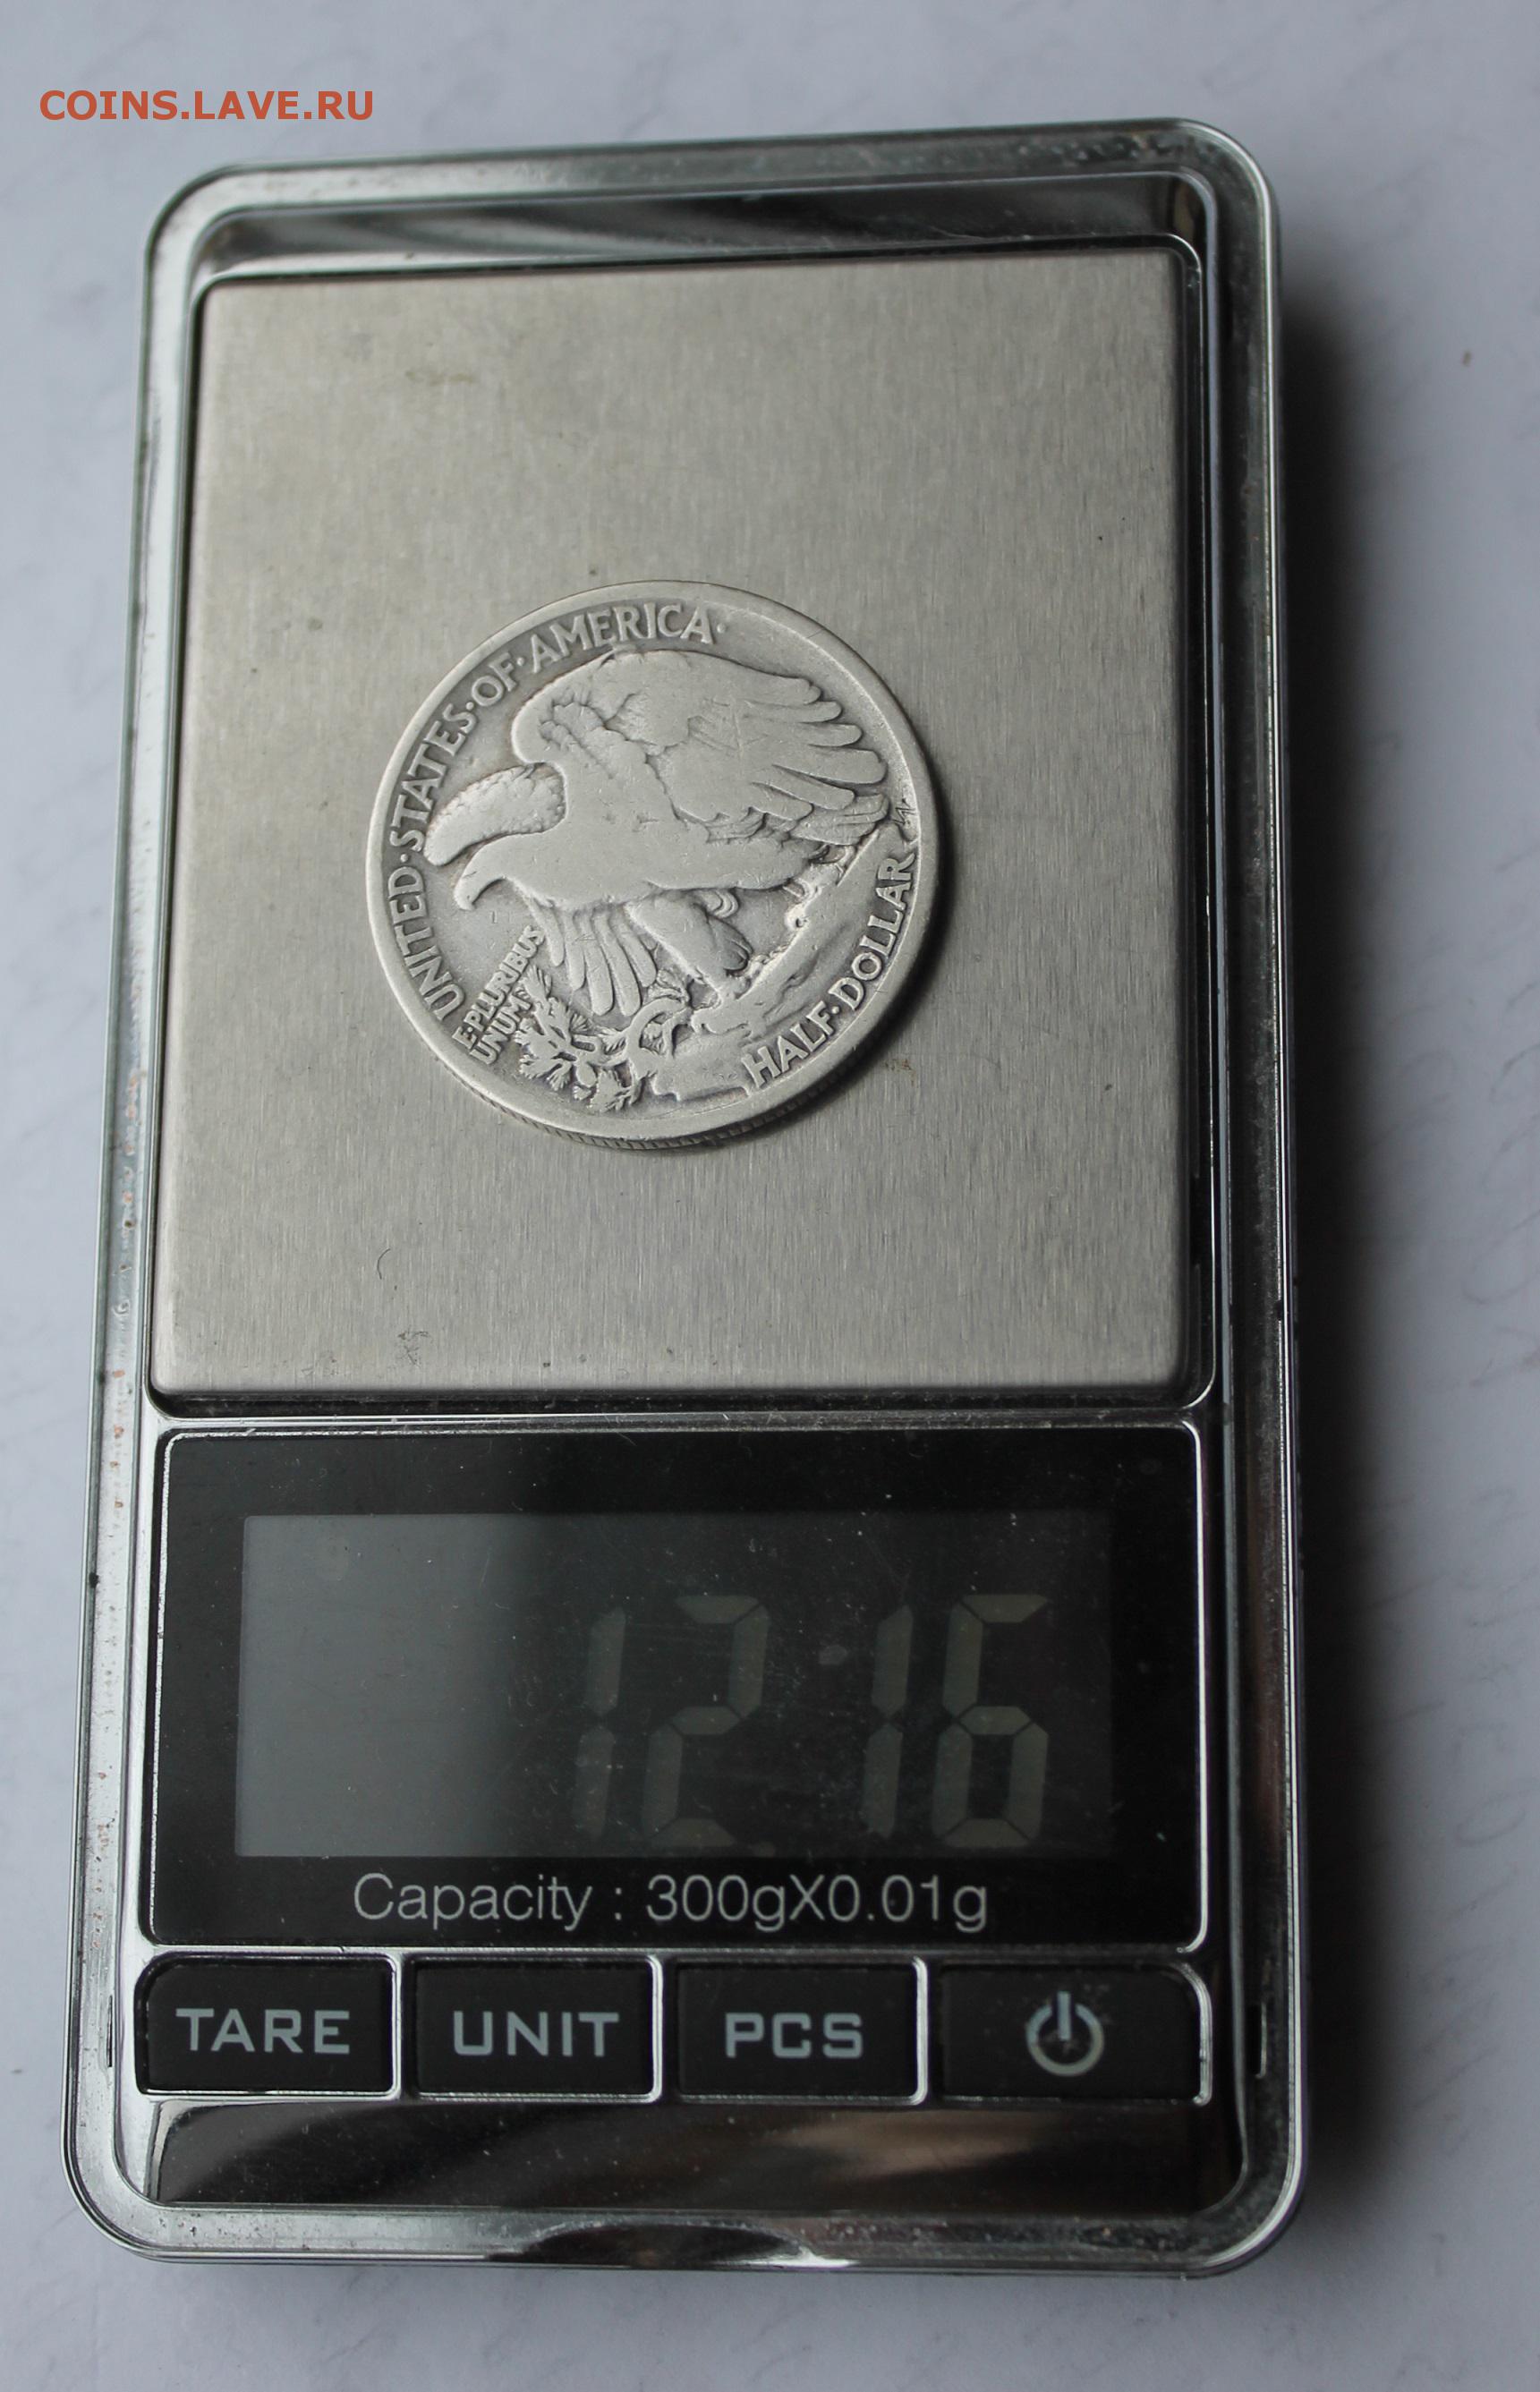 COINS.LAVE.RU
UNITED·STATES·OF·AMERICA·
E·PLURIBUS
UNUM
HALF·DOLLAR
12.16
Capacity : 300gX0.01g
TARE UNIT PCS